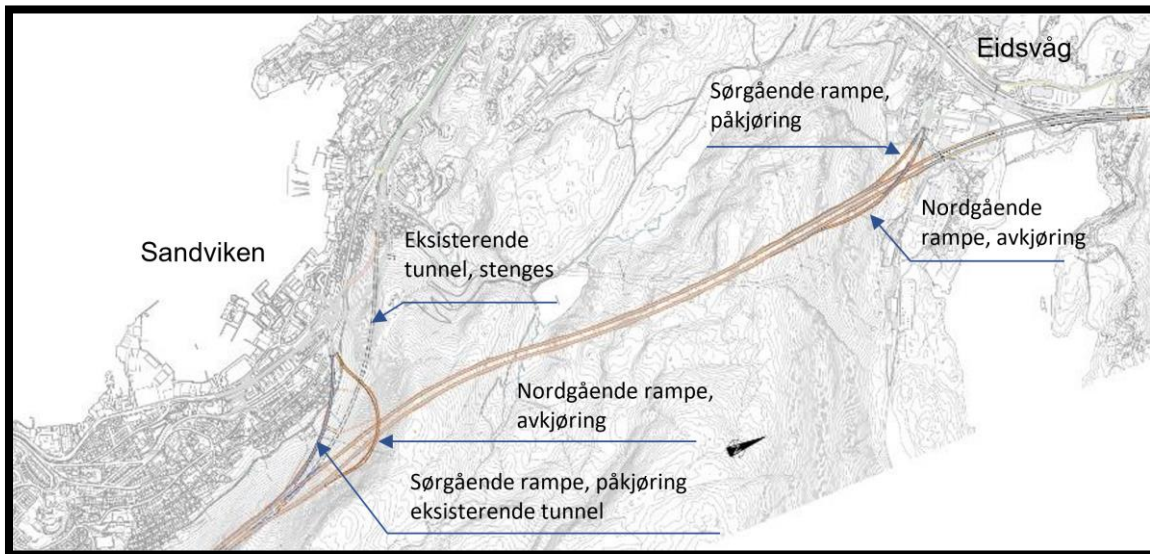 Eidsvåg
Sørgående rampe,
påkjøring
Nordgående
rampe, avkjøring
Sandviken
Eksisterende
tunnel, stenges
Nordgående rampe,
avkjøring
Sørgående rampe, påkjøring
eksisterende tunnel